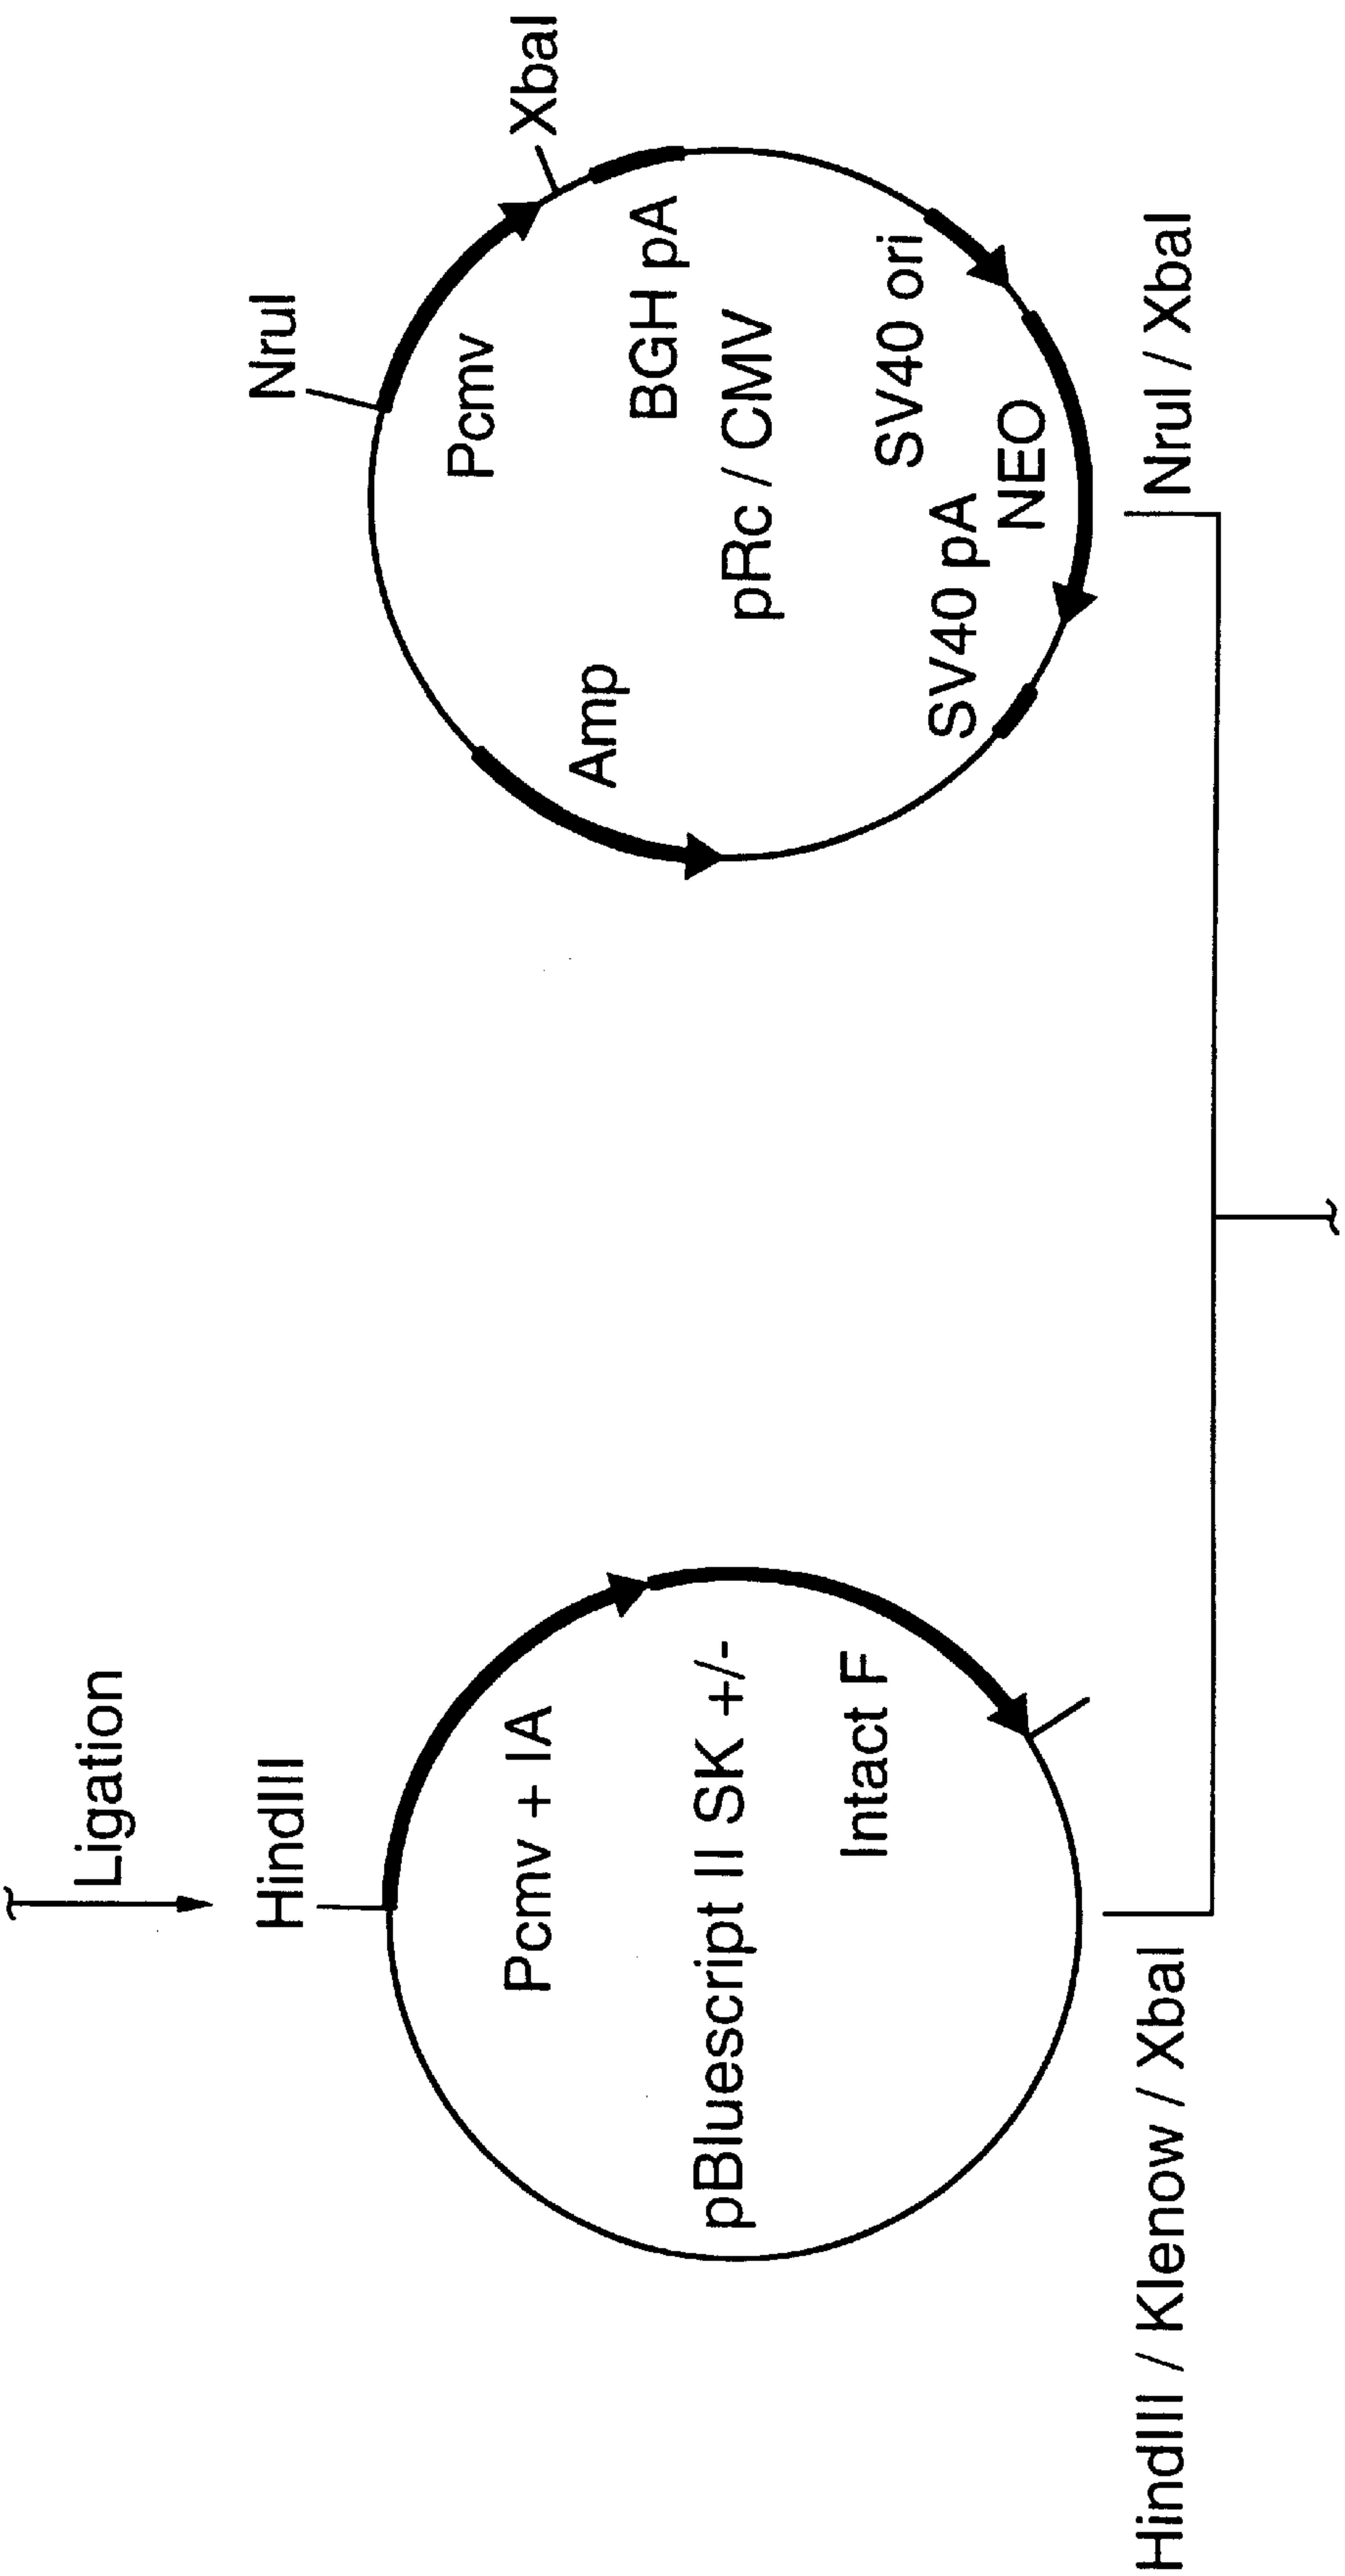 Ligation
HindIII
Pcmv + IA
pBluescript II SK +/-
Intact F
HindIII / Klenow / XbaI
NruI
XbaI
Pcmv
BGH pA
pRc / CMV
Amp
SV40 ori
SV40 pA
NEO
NruI / XbaI